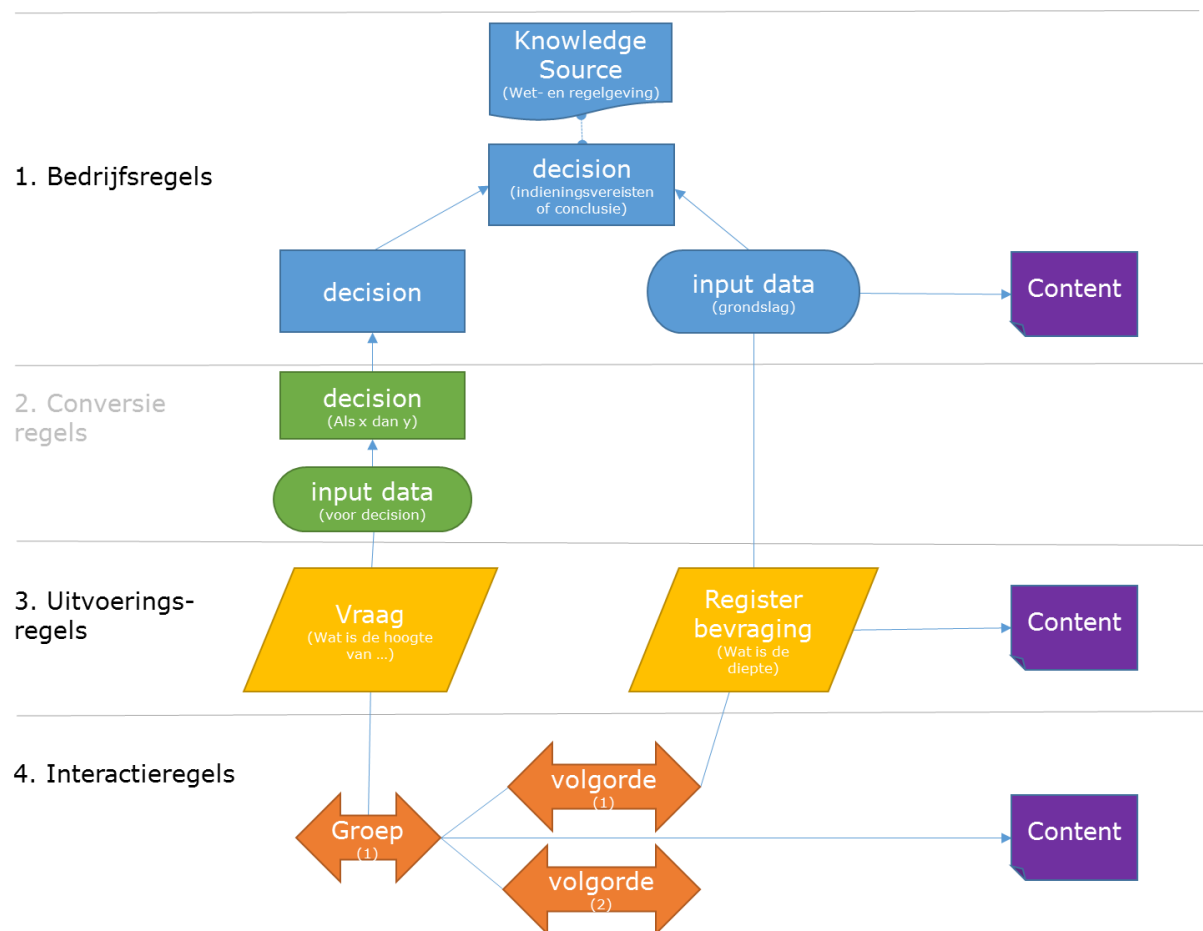 Knowledge
Source
(Wet- en regelgeving)
1. Bedrijfsregels
decision
(indieningsvereisten
of conclusie)
decision
input data
(grondslag)
Content
2. Conversie
regels
decision
(Als x dan y)
input data
(voor decision)
3. Uitvoerings-
regels
Vraag
(Wat is de hoogte
van ...)
Register
bevraging
(Wat is de
diepte)
Content
4. Interactieregels
volgorde
(1)
Groep
(1)
Content
volgorde
(2)